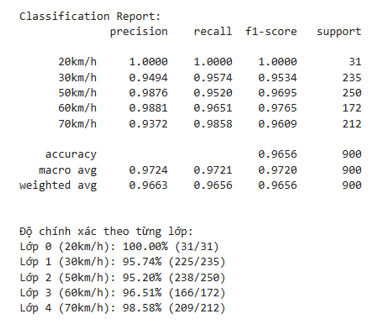 Classification Report:
precision recall f1-score support
20km/h 1.0000 1.0000 1.0000 31
30km/h 0.9494 0.9574 0.9534 235
50km/h 0.9876 0.9520 0.9695 250
60km/h 0.9881 0.9651 0.9765 172
70km/h 0.9372 0.9858 0.9609 212
accuracy 0.9656 900
macro avg 0.9724 0.9721 0.9720 900
weighted avg 0.9663 0.9656 0.9656 900
Độ chính xác theo từng lớp:
Lớp 0 (20km/h): 100.00% (31/31)
Lớp 1 (30km/h): 95.74% (225/235)
Lớp 2 (50km/h): 95.20% (238/250)
Lớp 3 (60km/h): 96.51% (166/172)
Lớp 4 (70km/h): 98.58% (209/212)